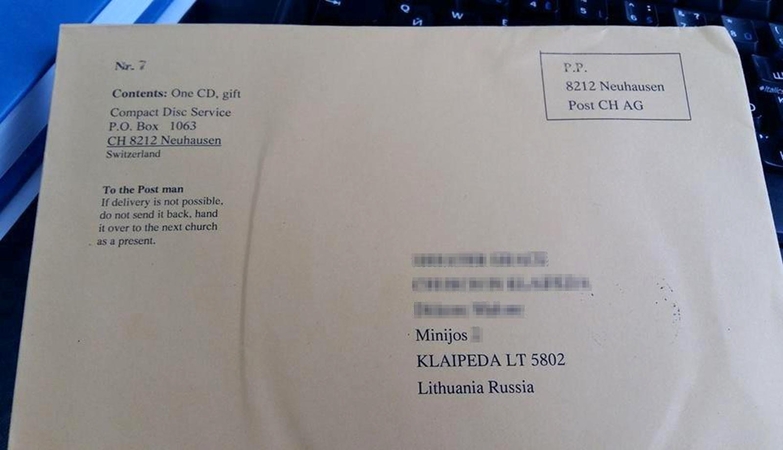 Nr. 7
Contents: One CD, gift
Compact Disc Service
P.O. Box 1063
CH 8212 Neuhausen
Switzerland
To the Post man
If delivery is not possible,
do not send it back, hand
it over to the next church
as a present.
P.P.
8212 Neuhausen
Post CH AG
Minijos
KLAIPEDA LT 5802
Lithuania Russia